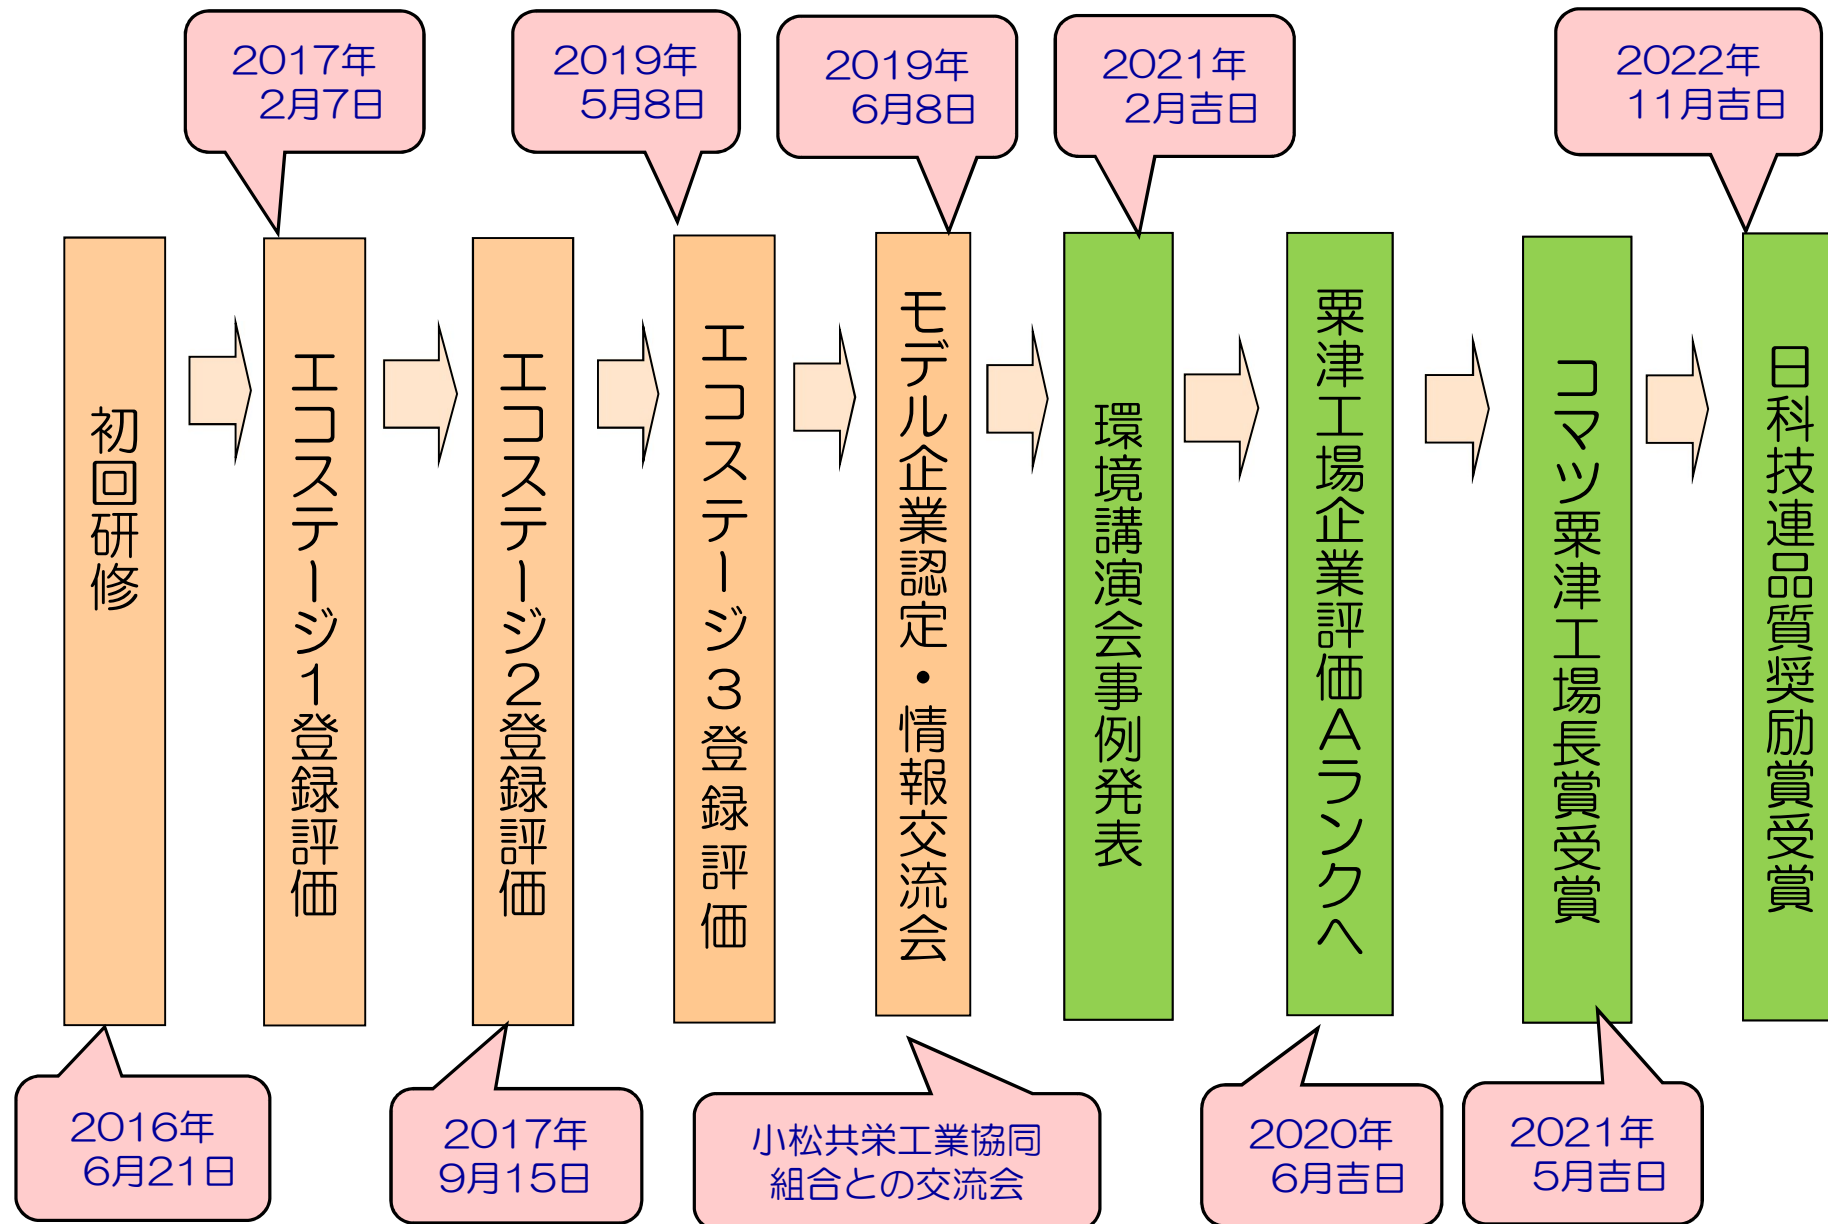 2017年
2月7日
2019年
5月8日
2019年
6月8日
2021年
2月吉日
2022年
11月吉日
初回研修
エコステージ1登録評価
エコステージ2登録評価
エコステージ3登録評価
モデル企業認定・情報交流会
環境講演会事例発表
粟津工場企業評価Aランクへ
コマツ粟津工場長賞受賞
日科技連品質奨励賞受賞
2016年
6月21日
2017年
9月15日
小松共栄工業協同
組合との交流会
2020年
6月吉日
2021年
5月吉日